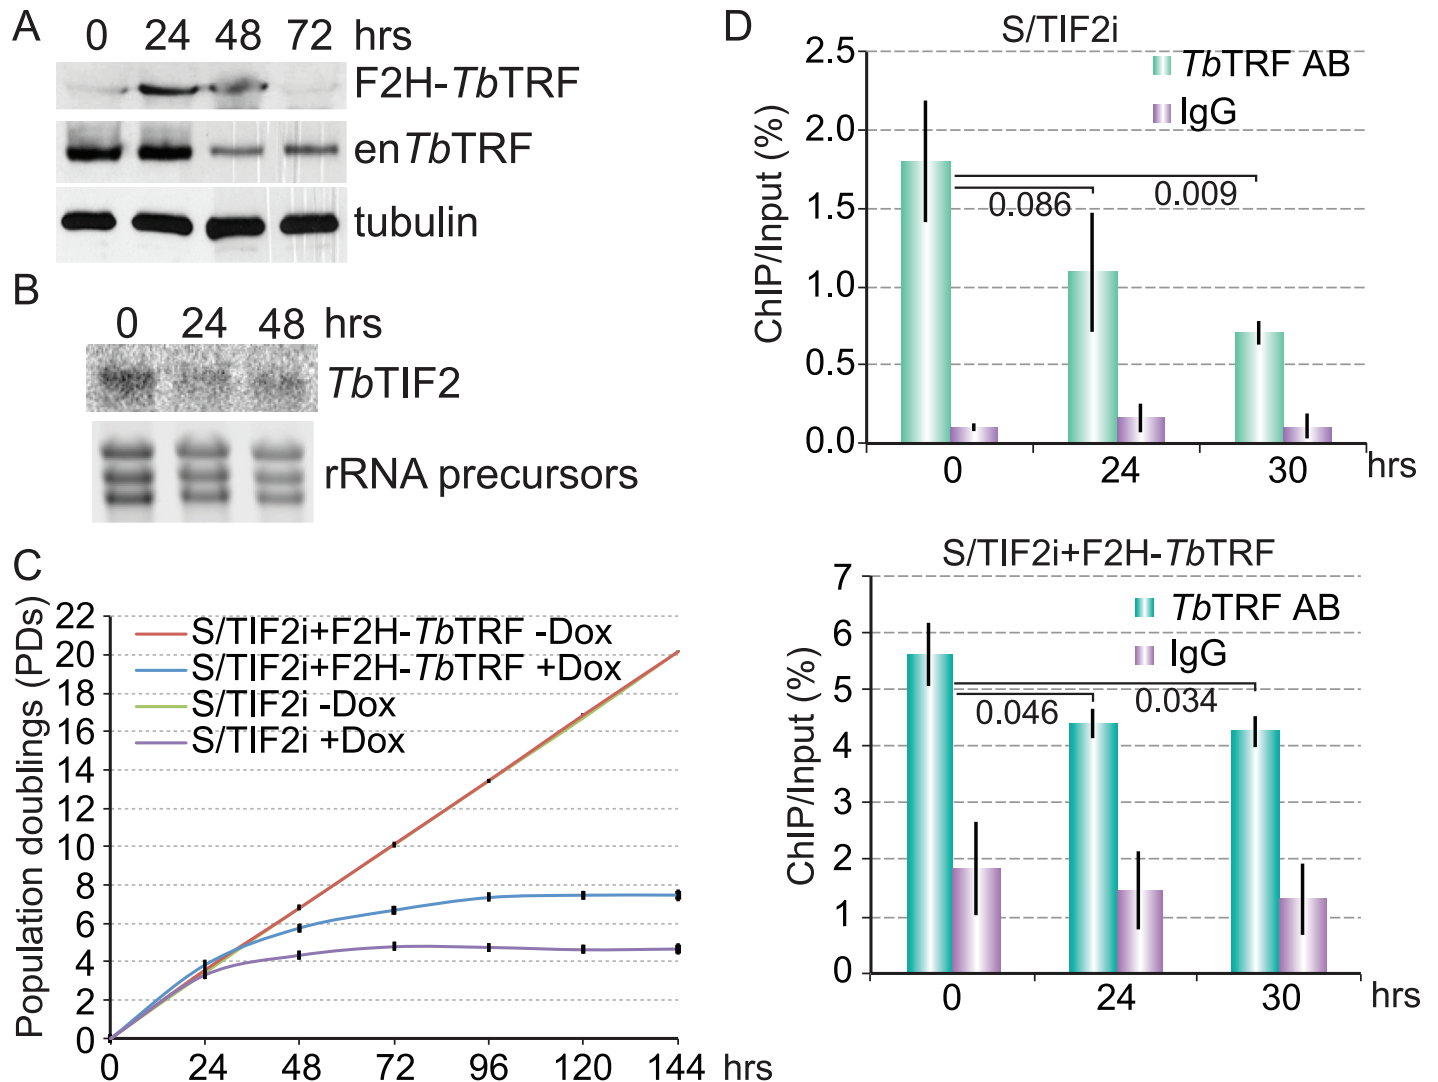 A
0 24 48 72 hrs
F2H-TbTRF
enTbTRF
tubulin
B
0 24 48 hrs
TbTIF2
rRNA precursors
C
Population doublings (PDs)
22
20
18
16
14
12
10
8
6
4
2
0
S/TIF2i+F2H-TbTRF -Dox
S/TIF2i+F2H-TbTRF +Dox
S/TIF2i -Dox
S/TIF2i +Dox
0 24 48 72 96 120 144 hrs
D
S/TIF2i
ChIP/Input (%)
2.5
2.0
1.5
1.0
0.5
0.0
TbTRF AB
IgG
0.086
0.009
0 24 30 hrs
S/TIF2i+F2H-TbTRF
ChIP/Input (%)
7
6
5
4
3
2
1
0
TbTRF AB
IgG
0.046
0.034
0 24 30 hrs